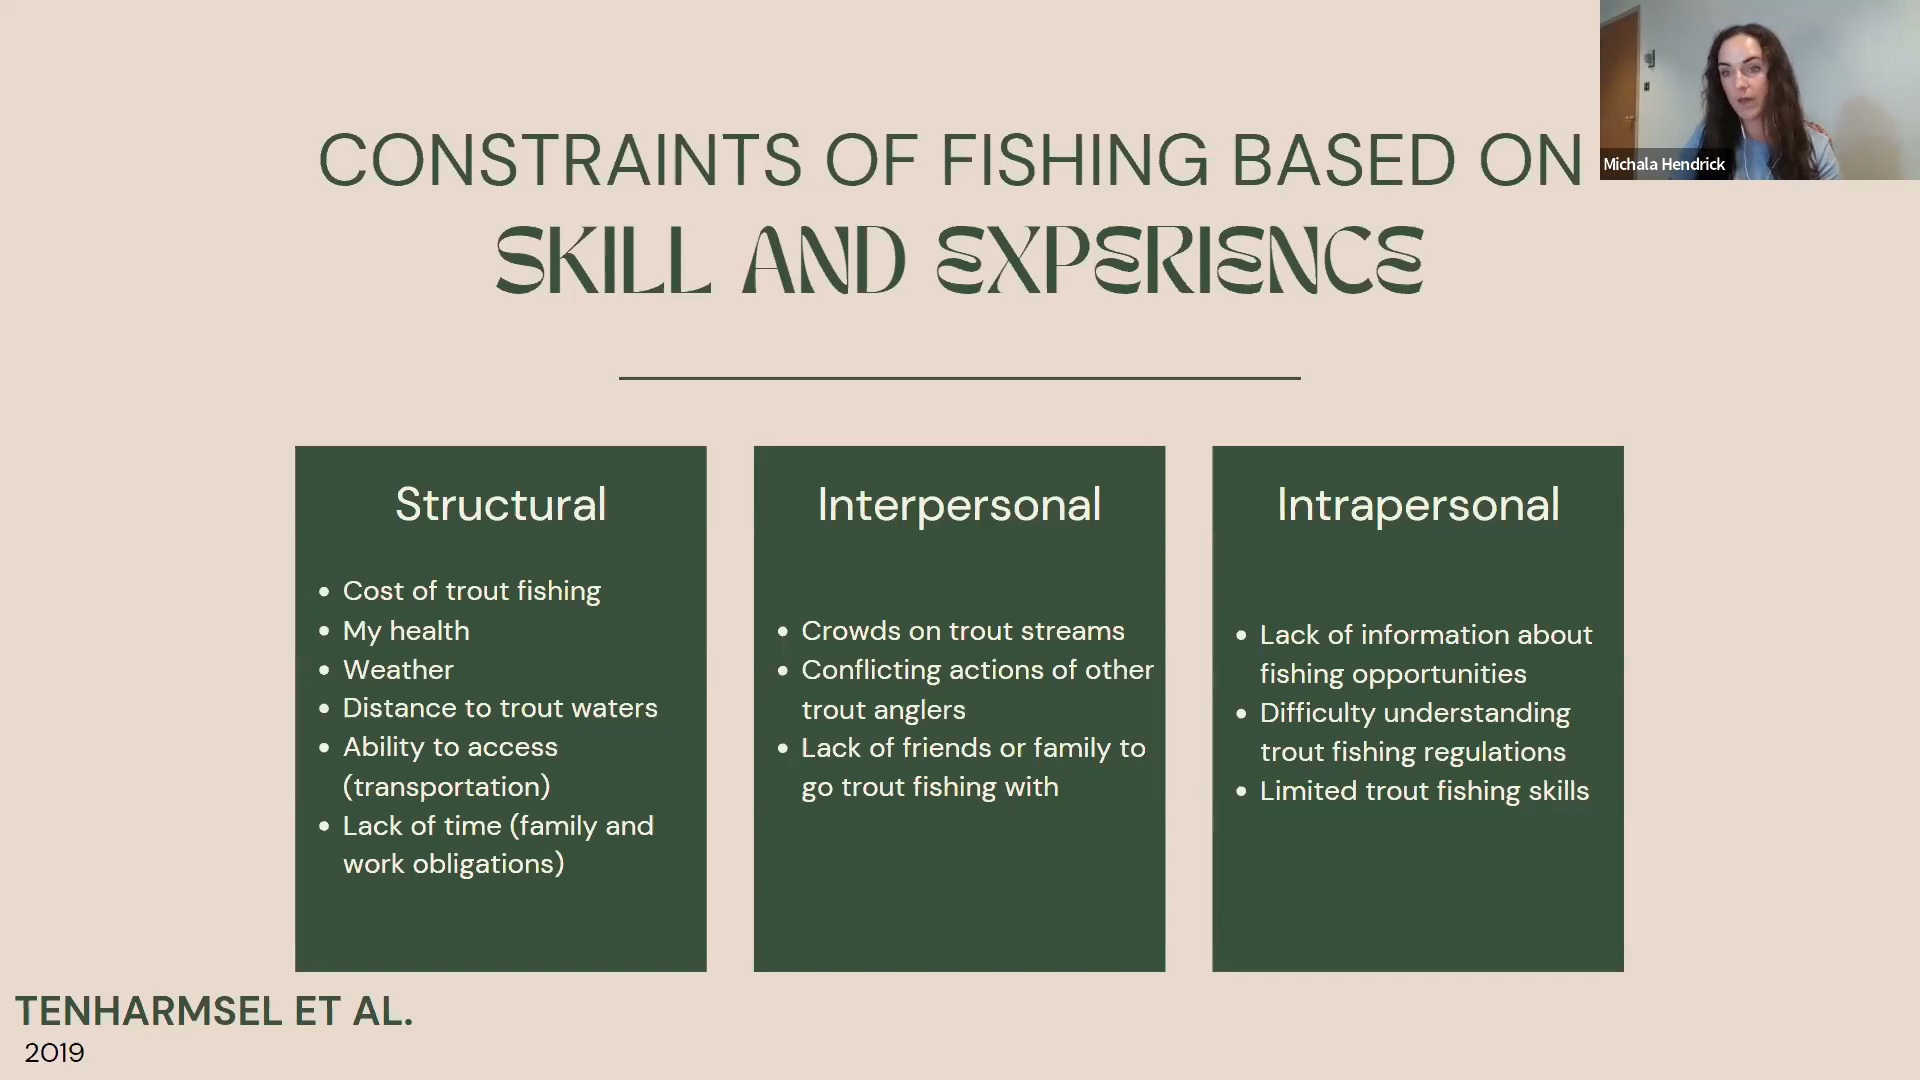 CONSTRAINTS OF FISHING BASED ON
SKILL AND EXPERIENCE
Michala Hendrick
Structural
• Cost of trout fishing
• My health
• Weather
• Distance to trout waters
• Ability to access
(transportation)
• Lack of time (family and
work obligations)
Interpersonal
• Crowds on trout streams
• Conflicting actions of other
trout anglers
• Lack of friends or family to
go trout fishing with
Intrapersonal
• Lack of information about
fishing opportunities
• Difficulty understanding
trout fishing regulations
• Limited trout fishing skills
TENHARMSEL ET AL.
2019